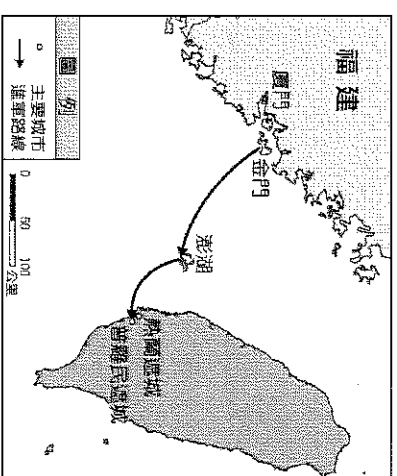 福建
廈門
金門
澎湖
熱蘭遮城
普羅民遮城
圖例
主要城市
進軍路線
0 50 100 公里